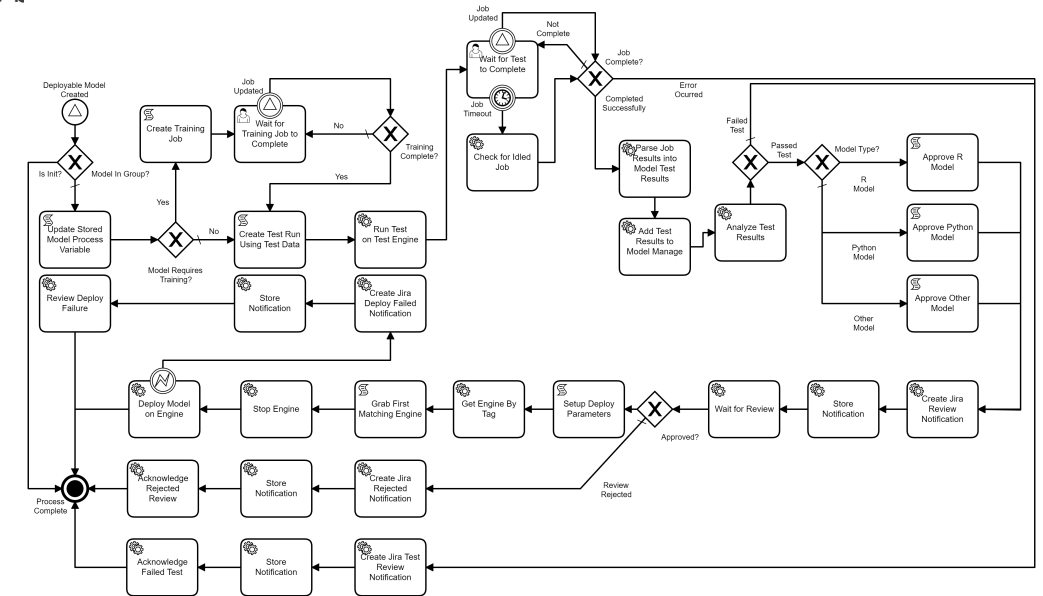 Job
Updated
Not
Complete
Wait for Test
to Complete
Job
Complete?
Error
Ocurred
Deployable Model
Created
Job
Updated
Job
Timeout
Completed
Successfully
Create Training
Job
Wait for
Training Job to
Complete
No
Training
Complete?
Check for Idled
Job
Parse Job
Results into
Model Test
Results
Failed
Test
Passed
Test
Model Type?
Approve R
Model
R
Model
Is Init?
Model In Group?
Yes
Yes
Update Stored
Model Process
Variable
No
Create Test Run
Using Test Data
Run Test
on Test Engine
Add Test
Results to
Model Manage
Analyze Test
Results
Approve Python
Model
Python
Model
Model Requires
Training?
Review Deploy
Failure
Store
Notification
Create Jira
Deploy Failed
Notification
Approve Other
Model
Other
Model
Deploy Model
on Engine
Stop Engine
Grab First
Matching Engine
Get Engine By
Tag
Setup Deploy
Parameters
Approved?
Wait for Review
Store
Notification
Create Jira
Review
Notification
Process
Complete
Acknowledge
Rejected
Review
Store
Notification
Create Jira
Rejected
Notification
Review
Rejected
Acknowledge
Failed Test
Store
Notification
Create Jira Test
Review
Notification